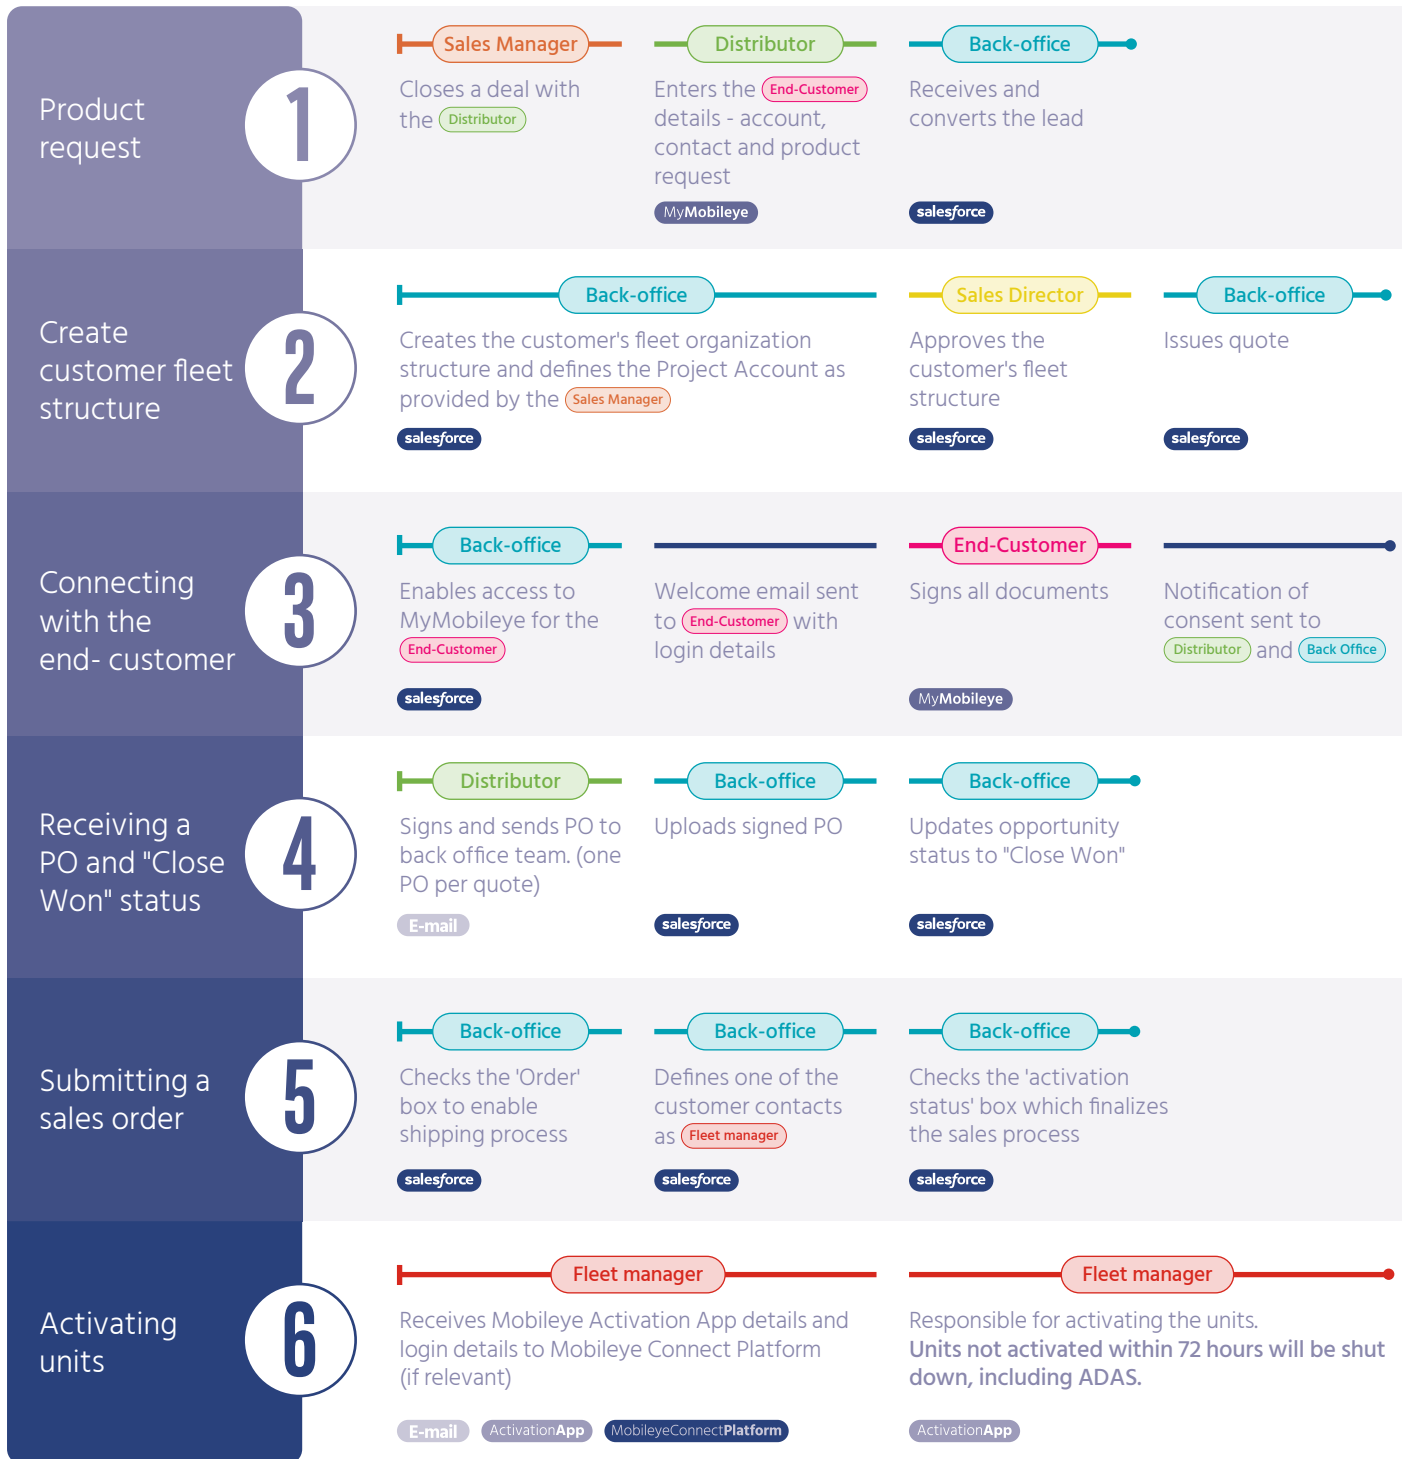 Product
request
1
Sales Manager
Closes a deal with
the Distributor
Distributor
Enters the End-Customer
details - account,
contact and product
request
MyMobileye
Back-office
Receives and
converts the lead
salesforce
Create
customer fleet
structure
2
Back-office
Creates the customer's fleet organization
structure and defines the Project Account as
provided by the Sales Manager
salesforce
Sales Director
Approves the
customer's fleet
structure
salesforce
Back-office
Issues quote
salesforce
Connecting
with the
end- customer
3
Back-office
Enables access to
MyMobileye for the
End-Customer
salesforce
Welcome email sent
to End-Customer with
login details
End-Customer
Signs all documents
MyMobileye
Notification of
consent sent to
Distributor and Back Office
Receiving a
PO and "Close
Won" status
4
Distributor
Signs and sends PO to
back office team. (one
PO per quote)
E-mail
Back-office
Uploads signed PO
salesforce
Back-office
Updates opportunity
status to "Close Won"
salesforce
Submitting a
sales order
5
Back-office
Checks the 'Order'
box to enable
shipping process
salesforce
Back-office
Defines one of the
customer contacts
as Fleet manager
salesforce
Back-office
Checks the 'activation
status' box which finalizes
the sales process
salesforce
Activating
units
6
Fleet manager
Receives Mobileye Activation App details and
login details to Mobileye Connect Platform
(if relevant)
E-mail ActivationApp MobileyeConnectPlatform
Fleet manager
Responsible for activating the units.
Units not activated within 72 hours will be shut
down, including ADAS.
ActivationApp